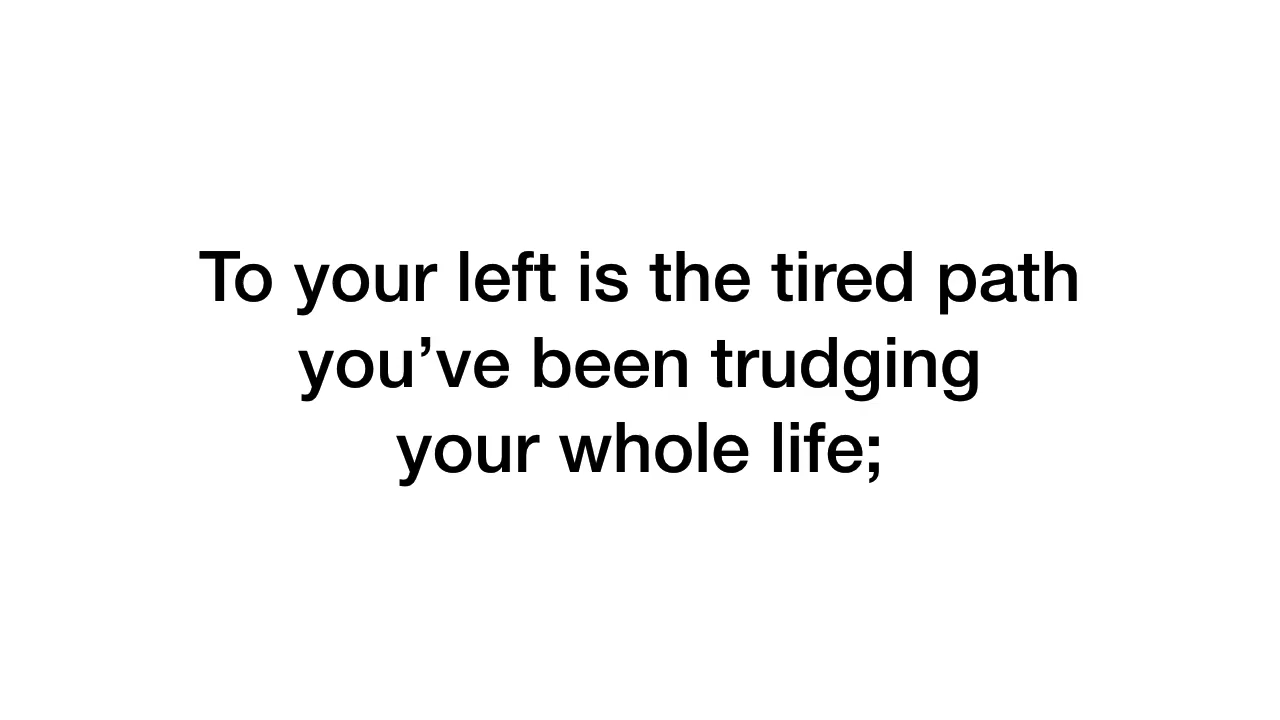 To your left is the tired path
you’ve been trudging
your whole life;